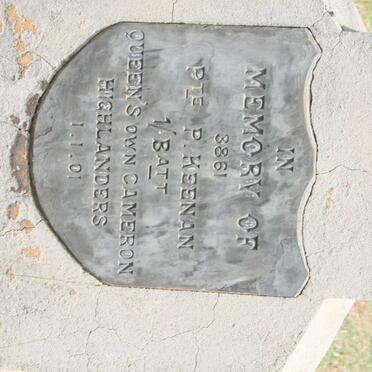 IN
MEMORY OF
3861
PTE P. KEENAN
1/BATT
QUEEN'S OWN CAMERON
HIGHLANDERS
1.1.01